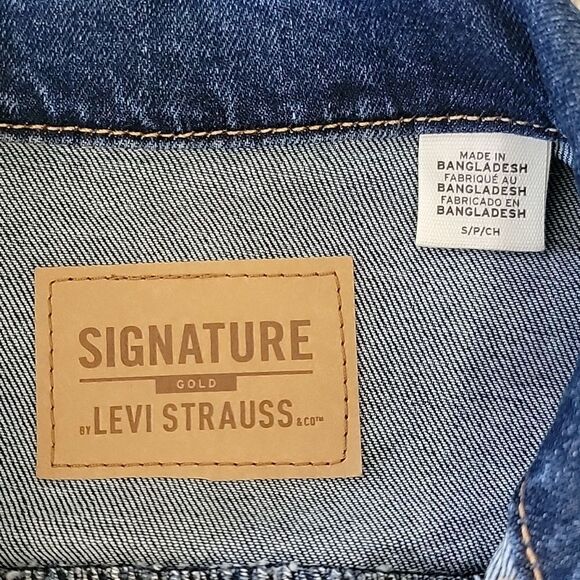 MADE IN
BANGLADESH
FABRIQUÉ AU
BANGLADESH
FABRICADO EN
BANGLADESH
S/P/CH
SIGNATURE
GOLD
BY LEVI STRAUSS & CO™